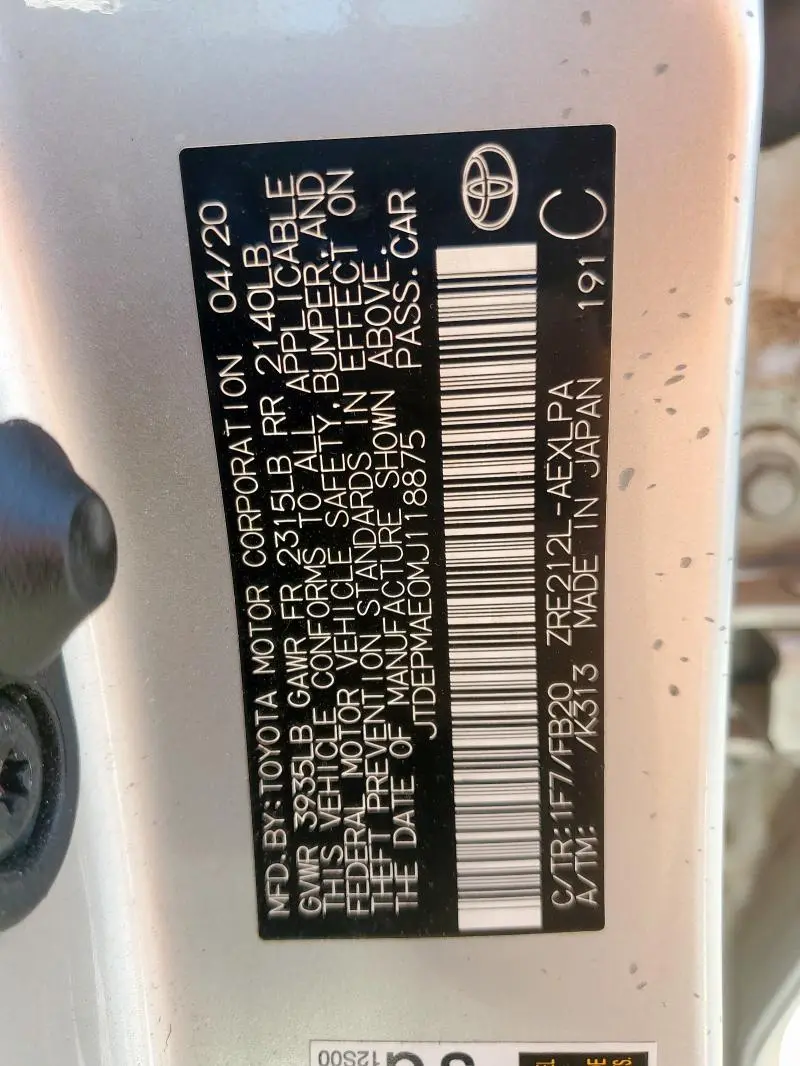 MFD.BY:TOYOTA MOTOR CORPORATION 04/20
GVWR 3935LB GAWR FR 2315LB RR 2140LB
THIS VEHICLE CONFORMS TO ALL APPLICABLE
FEDERAL MOTOR VEHICLE SAFETY,BUMPER,AND
THEFT PREVENTION STANDARDS IN EFFECT ON
THE DATE OF MANUFACTURE SHOWN ABOVE.
JTDEPMAE0MJ118875 PASS.CAR
C/TR:1F7/FB20 ZRE212L-AEXLPA 191 C
A/TM: /K313 MADE IN JAPAN
12S00